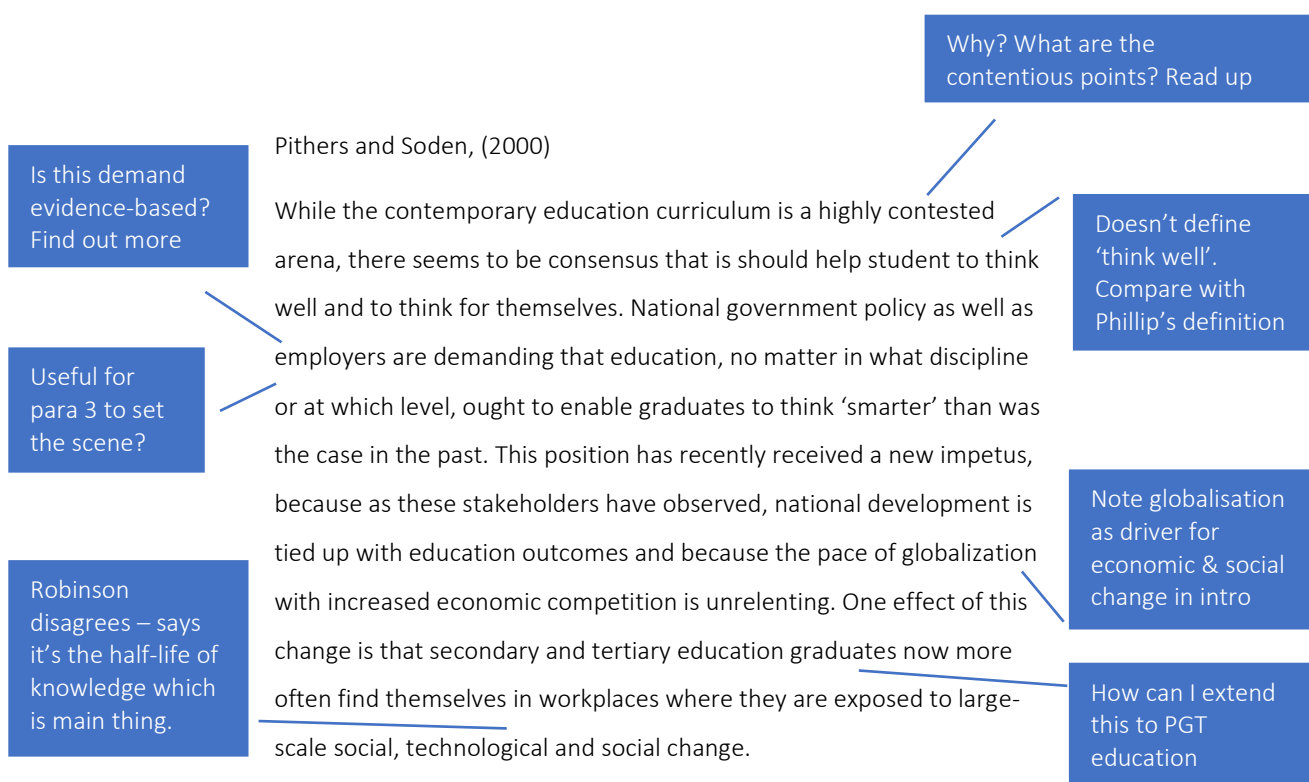 Why? What are the
contentious points? Read up
Pithers and Soden, (2000)
Is this demand
evidence-based?
Find out more
While the contemporary education curriculum is a highly contested
arena, there seems to be consensus that is should help student to think
well and to think for themselves. National government policy as well as
employers are demanding that education, no matter in what discipline
or at which level, ought to enable graduates to think ‘smarter’ than was
the case in the past. This position has recently received a new impetus,
because as these stakeholders have observed, national development is
tied up with education outcomes and because the pace of globalization
with increased economic competition is unrelenting. One effect of this
change is that secondary and tertiary education graduates now more
often find themselves in workplaces where they are exposed to large-
scale social, technological and social change.
Doesn’t define
‘think well’.
Compare with
Phillip’s definition
Useful for
para 3 to set
the scene?
Note globalisation
as driver for
economic & social
change in intro
Robinson
disagrees – says
it’s the half-life of
knowledge which
is main thing.
How can I extend
this to PGT
education